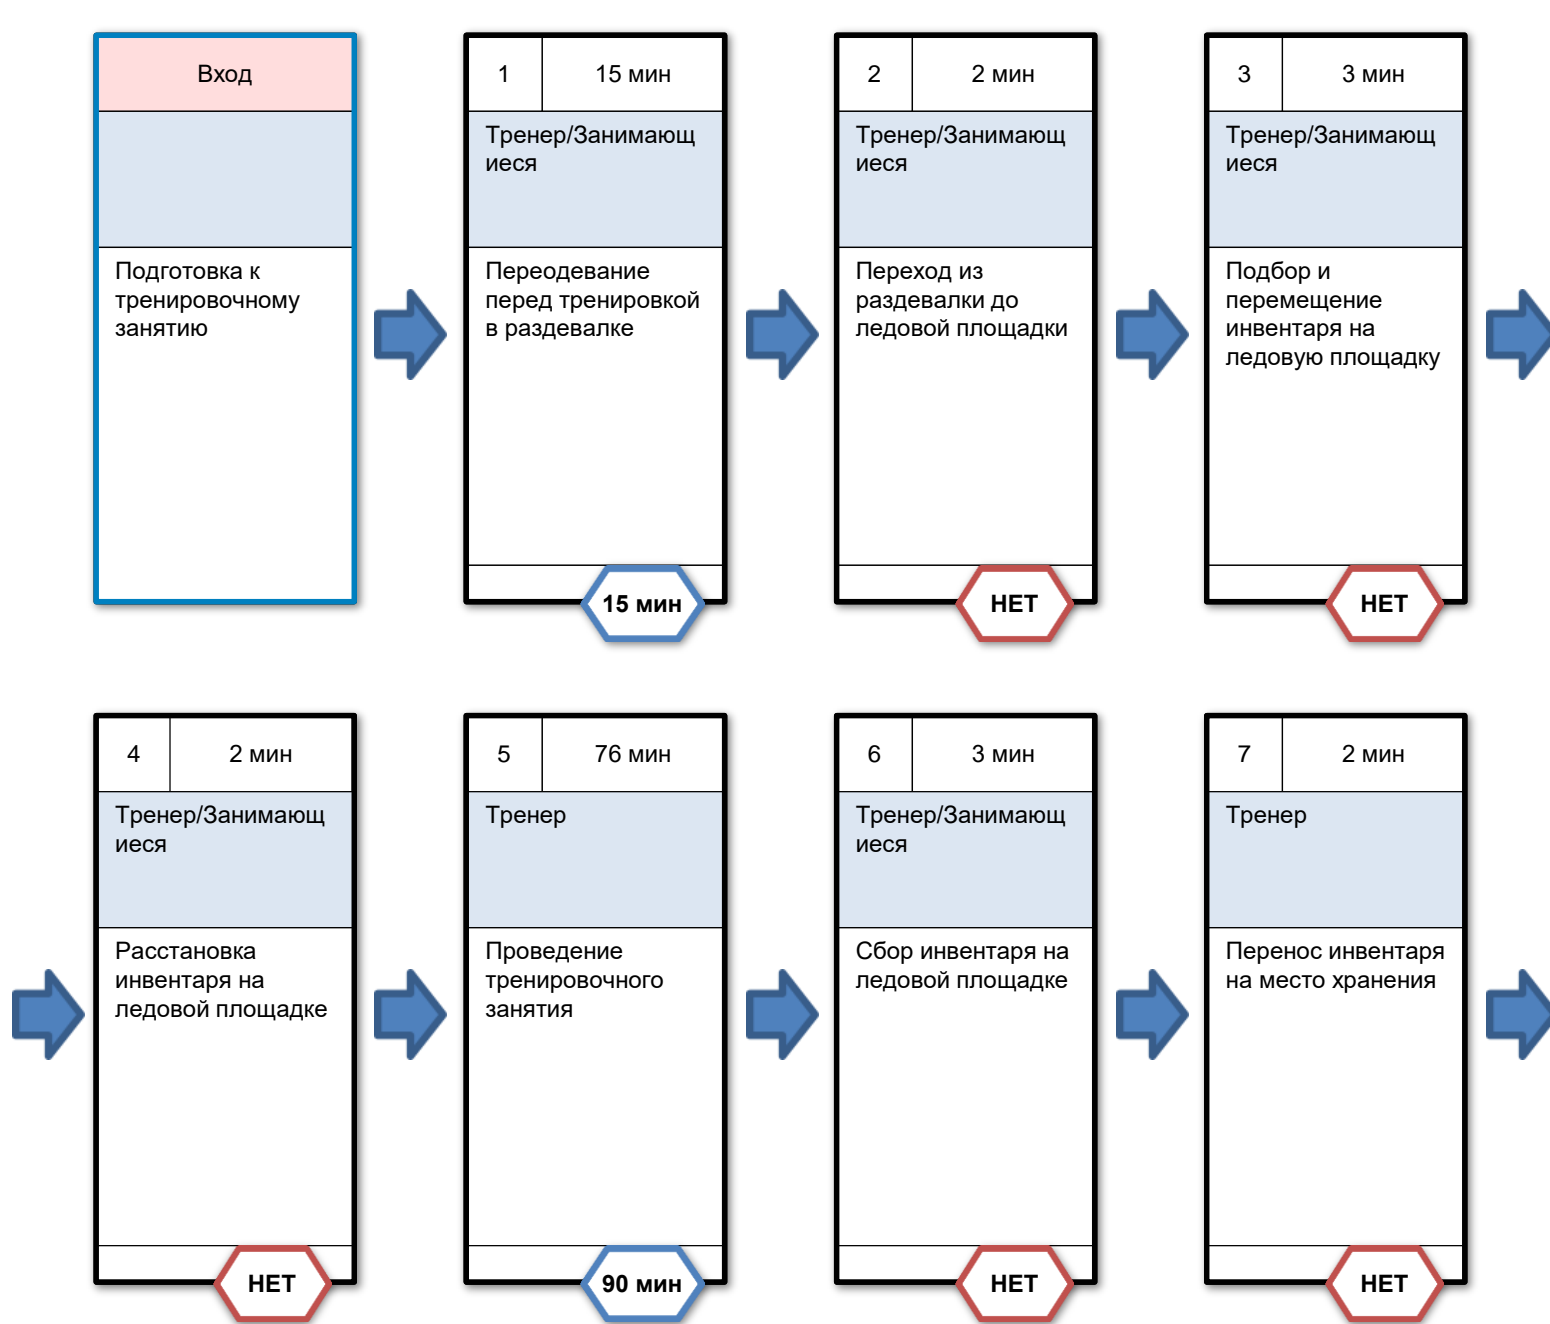 Вход
Подготовка к
тренировочному
занятию
1
15 мин
Тренер/Занимающ
иеся
Переодевание
перед тренировкой
в раздевалке
15 мин
2
2 мин
Тренер/Занимающ
иеся
Переход из
раздевалки до
ледовой площадки
НЕТ
3
3 мин
Тренер/Занимающ
иеся
Подбор и
перемещение
инвентаря на
ледовую площадку
НЕТ
4
2 мин
Тренер/Занимающ
иеся
Расстановка
инвентаря на
ледовой площадке
НЕТ
5
76 мин
Тренер
Проведение
тренировочного
занятия
90 мин
6
3 мин
Тренер/Занимающ
иеся
Сбор инвентаря на
ледовой площадке
НЕТ
7
2 мин
Тренер
Перенос инвентаря
на место хранения
НЕТ